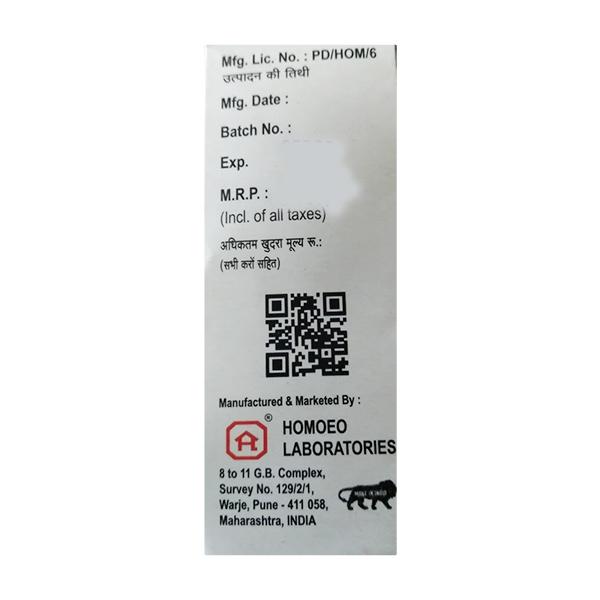 Mfg. Lic. No. : PD/HOM/6
उत्पादन की तिथी
Mfg. Date :
Batch No. :
Exp.
M.R.P. :
(Incl. of all taxes)
अधिकतम खुदरा मूल्य रू.:
(सभी करों सहित)
Manufactured & Marketed By :
®
HOMOEO
LABORATORIES
8 to 11 G.B. Complex,
Survey No. 129/2/1,
Warje, Pune - 411 058,
Maharashtra, INDIA
MAKE IN INDIA